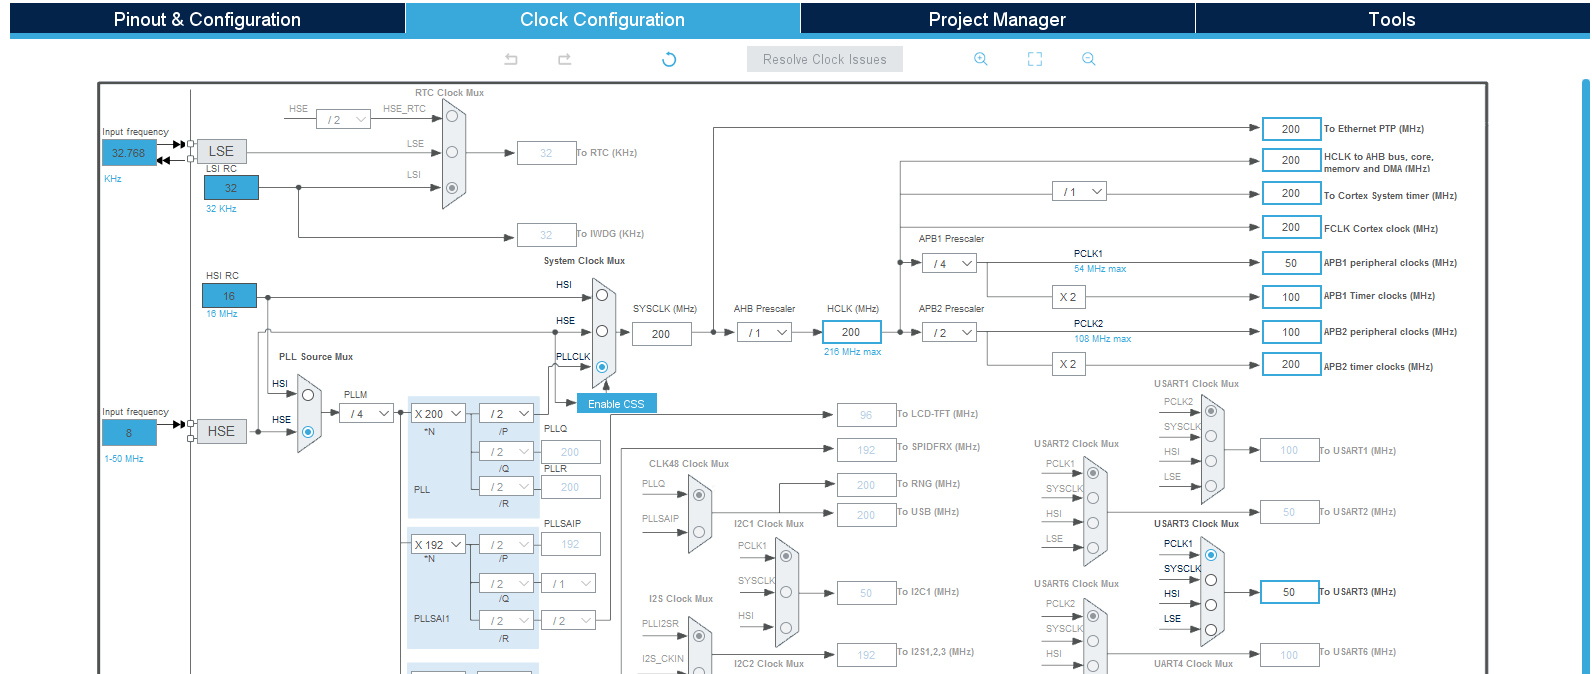 Pinout & Configuration
Clock Configuration
Project Manager
Tools
Resolve Clock Issues
RTC Clock Mux
HSE
/ 2
HSE_RTC
Input frequency
32.768
KHz
LSE
LSE
LSI RC
32
32 KHz
LSI
32
To RTC (KHz)
32
To IWDG (KHz)
System Clock Mux
HSI RC
16
16 MHz
HSI
HSE
PLLCLK
SYSCLK (MHz)
200
AHB Prescaler
/ 1
HCLK (MHz)
200
216 MHz max
Enable CSS
PLL Source Mux
HSI
HSE
Input frequency
8
1-50 MHz
HSE
PLLM
/ 4
X 200
*N
/ 2
/P
PLLQ
/ 2
200
/Q
PLLR
/ 2
200
/R
PLL
PLLSAIP
X 192
*N
/ 2
192
/P
/ 2
/ 1
/Q
PLLSAI1
/ 2
/ 2
/R
200
To Ethernet PTP (MHz)
200
HCLK to AHB bus, core,
memory and DMA (MHz)
/ 1
200
To Cortex System timer (MHz)
200
FCLK Cortex clock (MHz)
APB1 Prescaler
/ 4
PCLK1
54 MHz max
50
APB1 peripheral clocks (MHz)
X 2
100
APB1 Timer clocks (MHz)
APB2 Prescaler
/ 2
PCLK2
108 MHz max
100
APB2 peripheral clocks (MHz)
X 2
200
APB2 timer clocks (MHz)
96
To LCD-TFT (MHz)
192
To SPIDFRX (MHz)
CLK48 Clock Mux
PLLQ
PLLSAIP
200
To RNG (MHz)
200
To USB (MHz)
I2C1 Clock Mux
PCLK1
SYSCLK
HSI
50
To I2C1 (MHz)
I2S Clock Mux
PLLI2SR
I2S_CKIN
192
To I2S1,2,3 (MHz)
I2C2 Clock Mux
USART1 Clock Mux
PCLK2
SYSCLK
HSI
LSE
100
To USART1 (MHz)
USART2 Clock Mux
PCLK1
SYSCLK
HSI
LSE
50
To USART2 (MHz)
USART3 Clock Mux
PCLK1
SYSCLK
HSI
LSE
50
To USART3 (MHz)
USART6 Clock Mux
PCLK2
SYSCLK
HSI
100
To USART6 (MHz)
UART4 Clock Mux